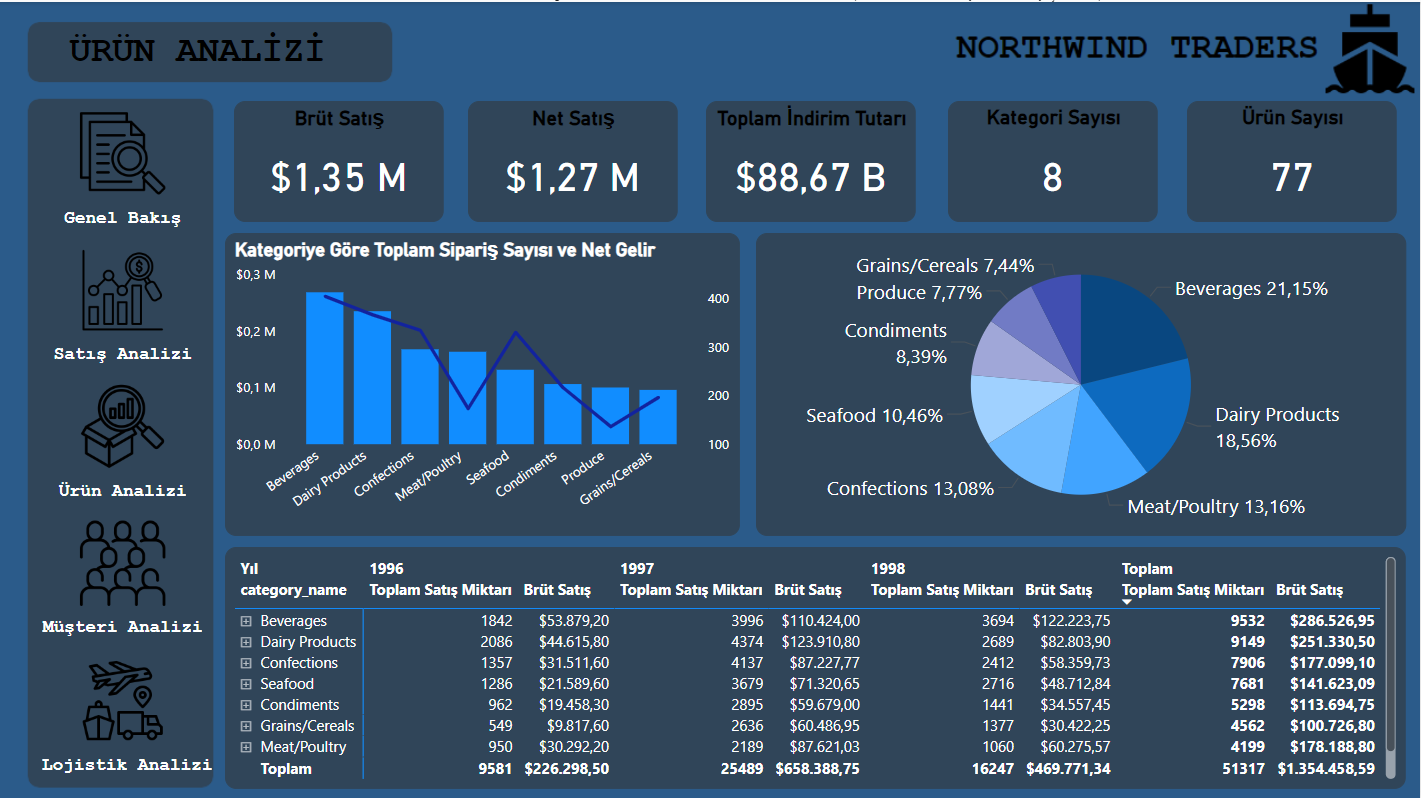 ÜRÜN ANALİZİ
NORTHWIND TRADERS
Genel Bakış
Satış Analizi
Ürün Analizi
Müşteri Analizi
Lojistik Analizi
Brüt Satış
$1,35 M
Net Satış
$1,27 M
Toplam İndirim Tutarı
$88,67 B
Kategori Sayısı
8
Ürün Sayısı
77
Kategoriye Göre Toplam Sipariş Sayısı ve Net Gelir
$0,3 M
$0,2 M
$0,1 M
$0,0 M
400
300
200
100
Beverages
Dairy Products
Confections
Meat/Poultry
Seafood
Condiments
Produce
Grains/Cereals
Grains/Cereals 7,44%
Produce 7,77%
Condiments
8,39%
Seafood 10,46%
Confections 13,08%
Beverages 21,15%
Dairy Products
18,56%
Meat/Poultry 13,16%
Yıl 1996 1997 1998 Toplam
category_name Toplam Satış Miktarı Brüt Satış Toplam Satış Miktarı Brüt Satış Toplam Satış Miktarı Brüt Satış Toplam Satış Miktarı Brüt Satış
Beverages 1842 $53.879,20 3996 $110.424,00 3694 $122.223,75 9532 $286.526,95
Dairy Products 2086 $44.615,80 4374 $123.910,80 2689 $82.803,90 9149 $251.330,50
Confections 1357 $31.511,60 4137 $87.227,77 2412 $58.359,73 7906 $177.099,10
Seafood 1286 $21.589,60 3679 $71.320,65 2716 $48.712,84 7681 $141.623,09
Condiments 962 $19.458,30 2895 $59.679,00 1441 $34.557,45 5298 $113.694,75
Grains/Cereals 549 $9.817,60 2636 $60.486,95 1377 $30.422,25 4562 $100.726,80
Meat/Poultry 950 $30.292,20 2189 $87.621,03 1060 $60.275,57 4199 $178.188,80
Toplam 9581 $226.298,50 25489 $658.388,75 16247 $469.771,34 51317 $1.354.458,59